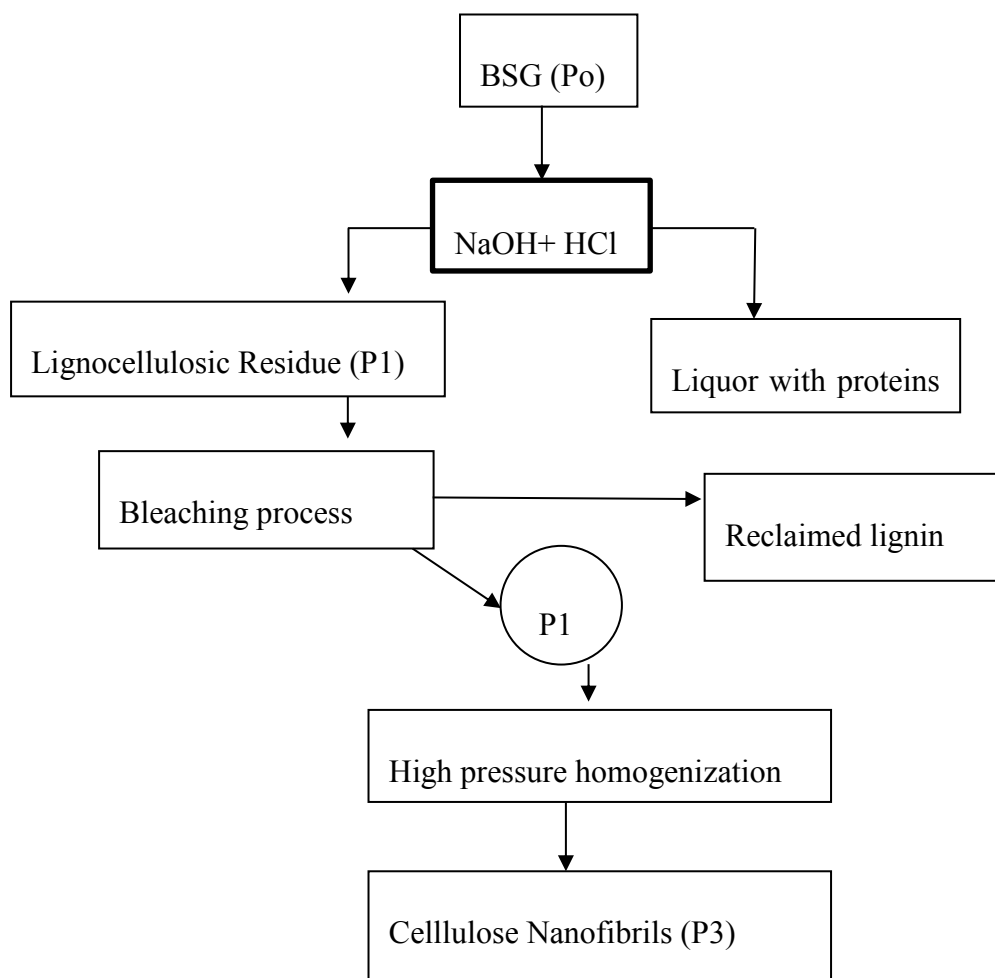 BSG (Po)
NaOH+ HCl
Lignocellulosic Residue (P1)
Liquor with proteins
Bleaching process
Reclaimed lignin
P1
High pressure homogenization
Celllulose Nanofibrils (P3)